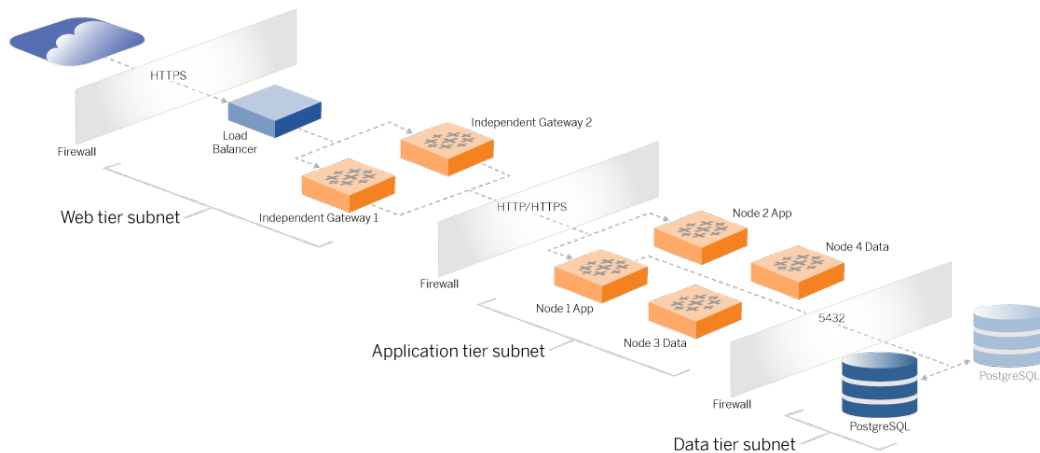 HTTPS
Load
Balancer
Firewall
Independent Gateway 2
Independent Gateway 1
Web tier subnet
HTTP/HTTPS
Firewall
Node 2 App
Node 4 Data
Node 1 App
Node 3 Data
Application tier subnet
5432
Firewall
PostgreSQL
PostgreSQL
Data tier subnet